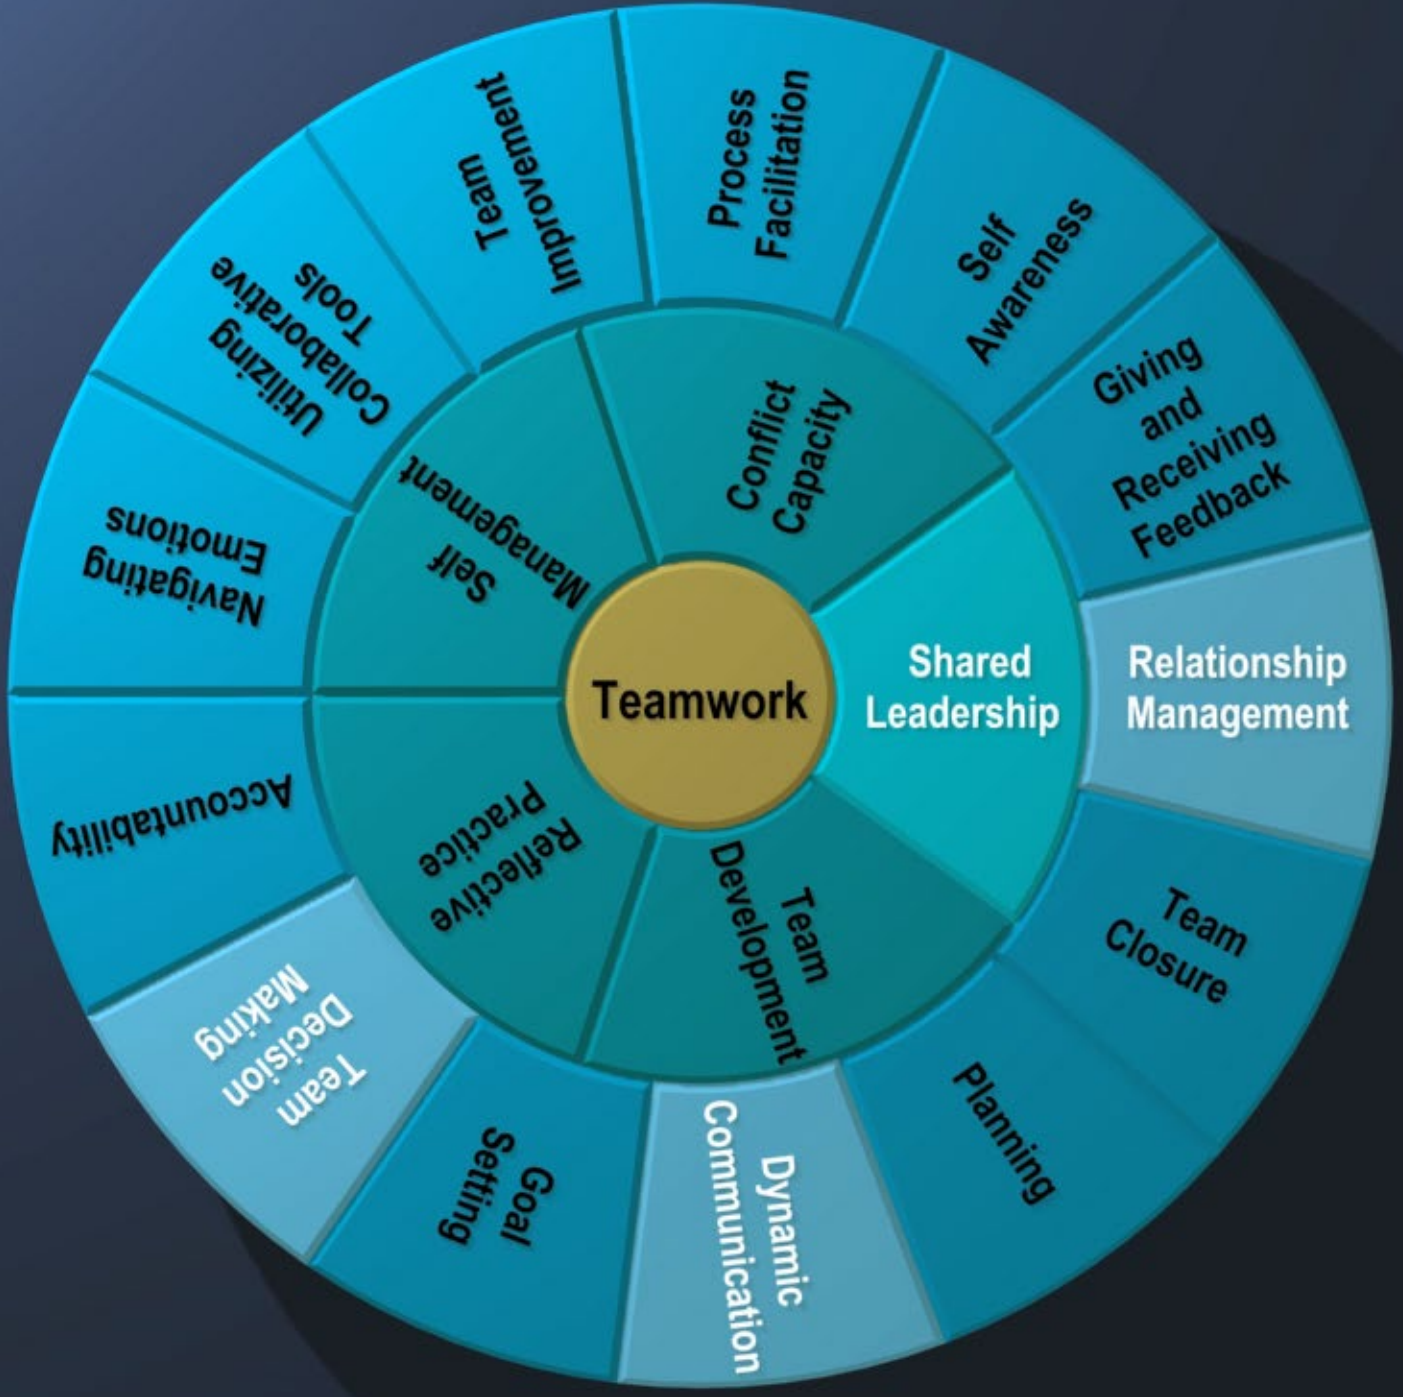 Teamwork
Conflict
Capacity
Shared
Leadership
Team
Development
Reflective
Practice
Self
Management
Process
Facilitation
Self
Awareness
Giving
and
Receiving
Feedback
Relationship
Management
Team
Closure
Planning
Dynamic
Communication
Goal
Setting
Team
Decision
Making
Accountability
Navigating
Emotions
Utilizing
Collaborative
Tools
Team
Improvement